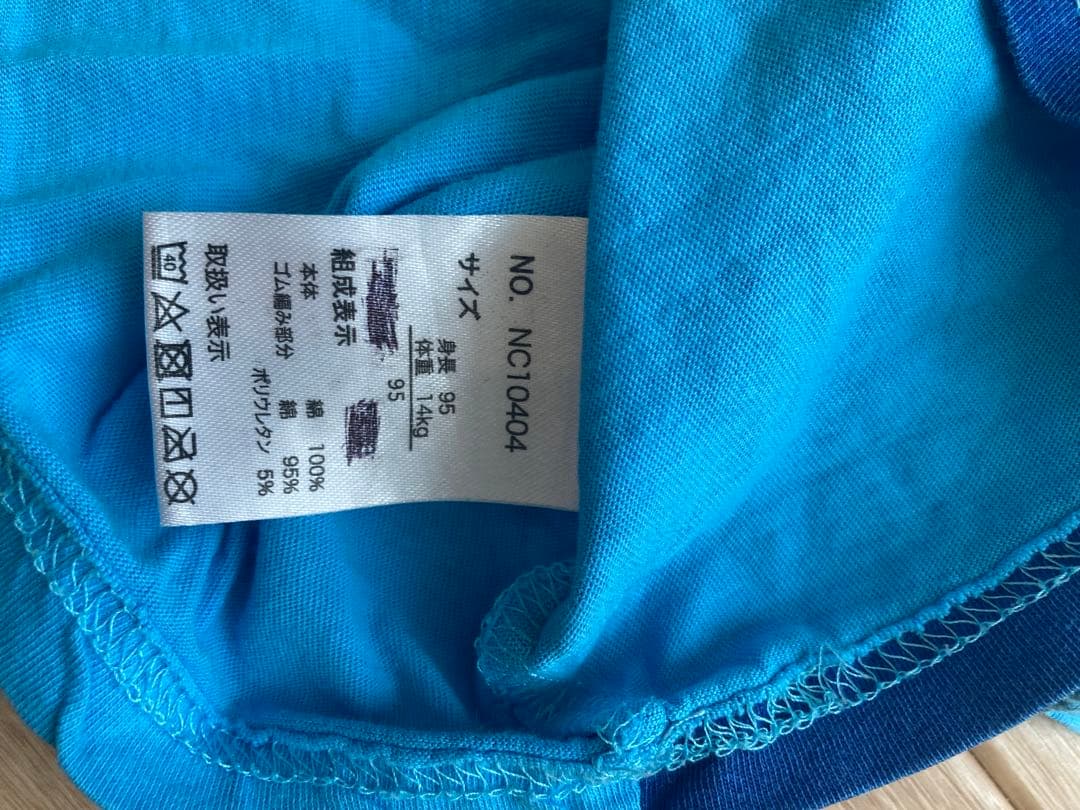 NO. NC10404
サイズ
身長 95
体重 14kg
95
組成表示
本体 綿 100%
ゴム編み部分 綿 95%
ポリウレタン 5%
取扱い表示
40